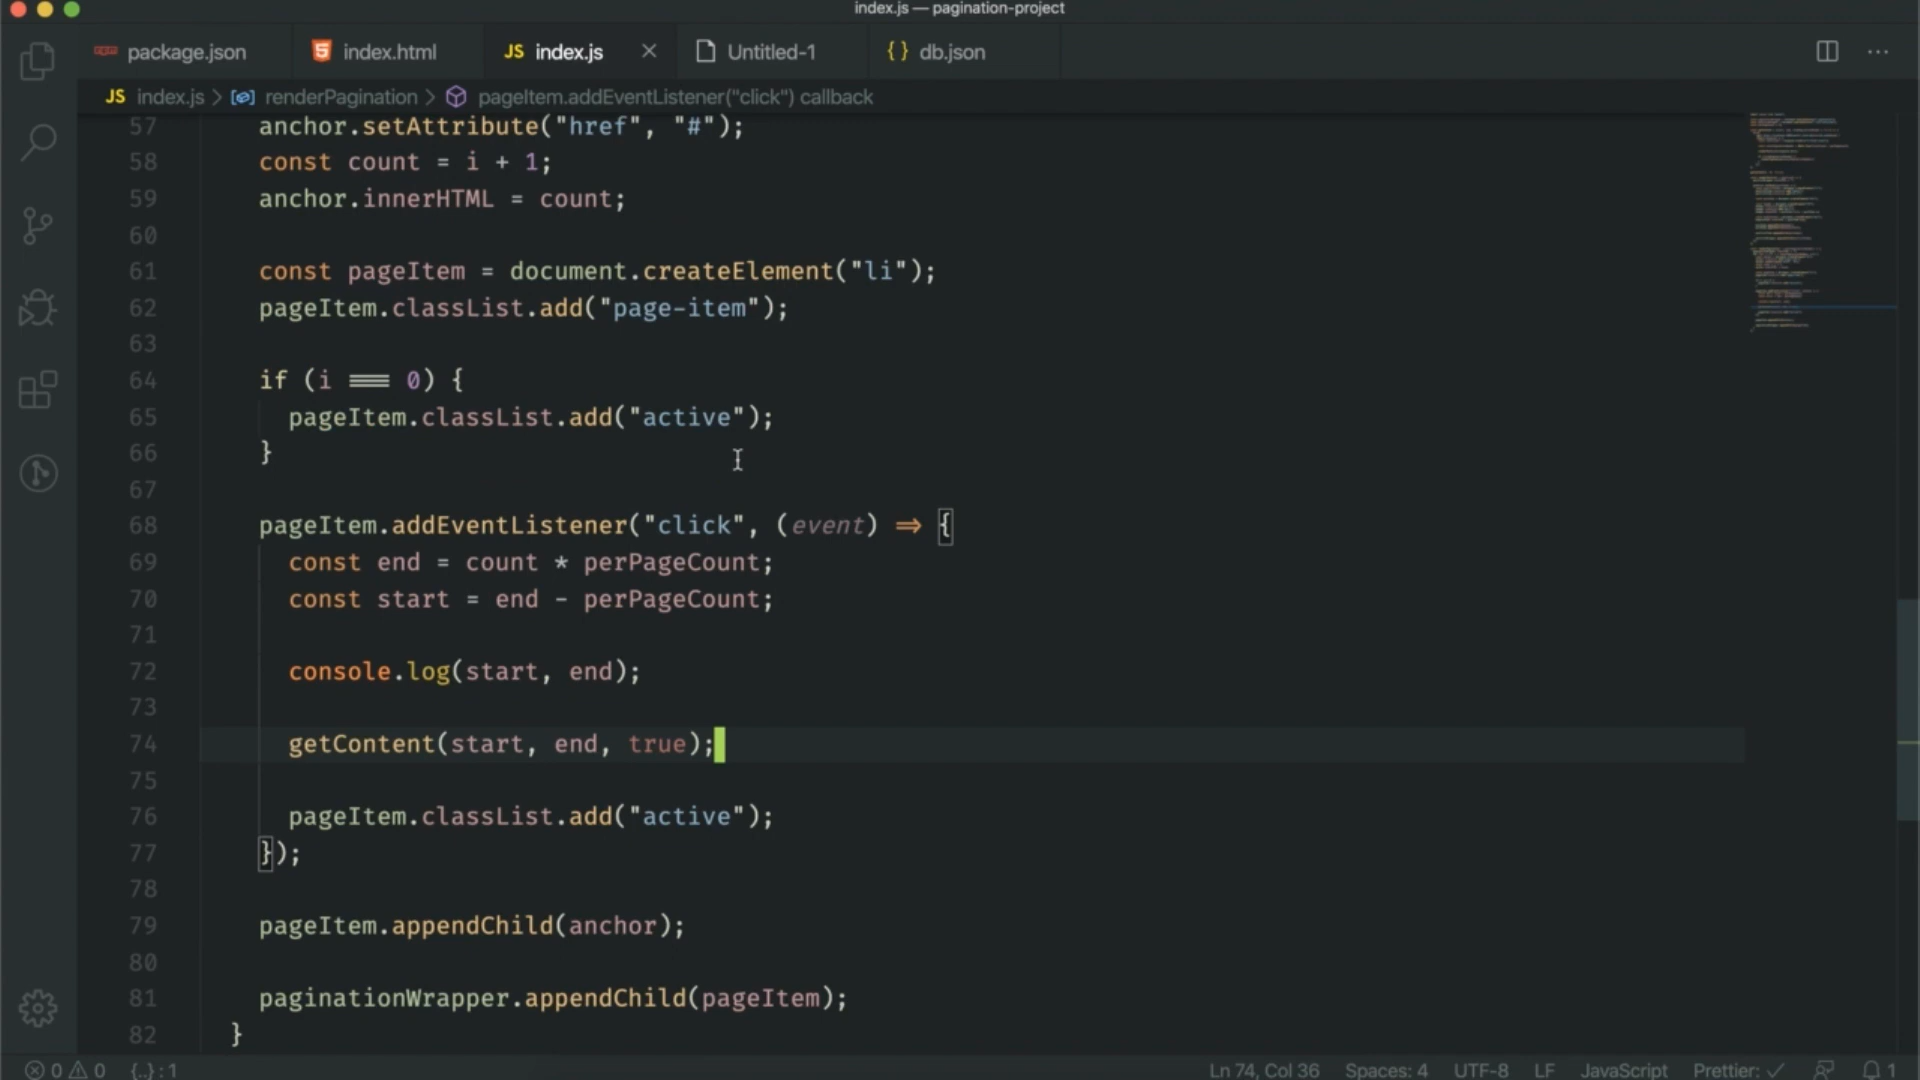 index.js — pagination-project
package.json
index.html
JS index.js
Untitled-1
{ } db.json
JS index.js > renderPagination > pageItem.addEventListener("click") callback
57 anchor.setAttribute("href", "#");
58 const count = i + 1;
59 anchor.innerHTML = count;
60
61 const pageItem = document.createElement("li");
62 pageItem.classList.add("page-item");
63
64 if (i === 0) {
65 pageItem.classList.add("active");
66 }
67
68 pageItem.addEventListener("click", (event) => {
69 const end = count * perPageCount;
70 const start = end - perPageCount;
71
72 console.log(start, end);
73
74 getContent(start, end, true);
75
76 pageItem.classList.add("active");
77 });
78
79 pageItem.appendChild(anchor);
80
81 paginationWrapper.appendChild(pageItem);
82 }
0 0 {..} : 1 Ln 74, Col 36 Spaces: 4 UTF-8 LF JavaScript Prettier: ✓ 1